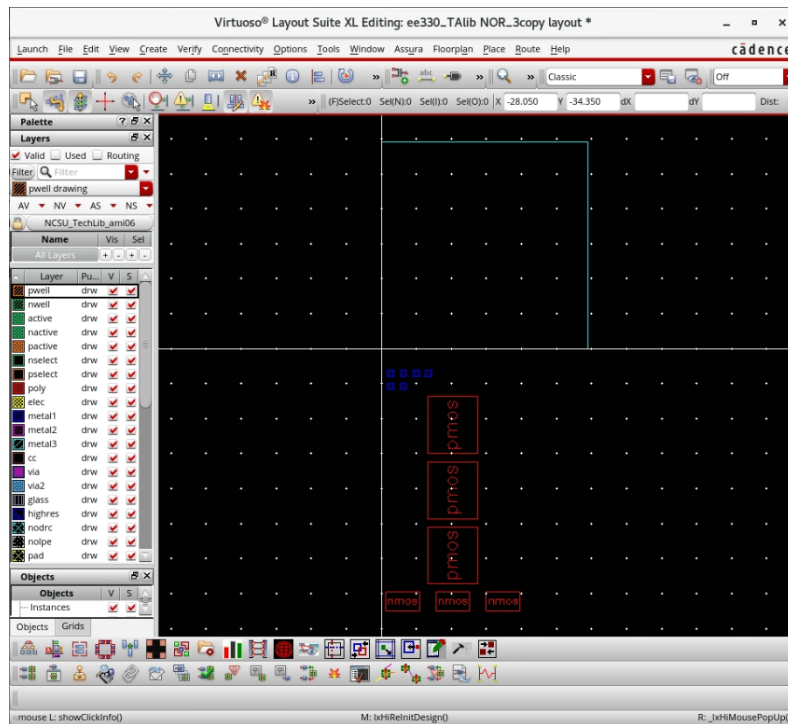 Virtuoso® Layout Suite XL Editing: ee330_TAlib NOR_3copy layout *
Launch File Edit View Create Verify Connectivity Options Tools Window Assura Floorplan Place Route Help cādence
» abc » » Classic Off
» (F)Select:0 Sel(N):0 Sel(I):0 Sel(O):0 X -28.050 Y -34.350 dX dY Dist:
Palette
Layers
Valid Used Routing
Filter Filter
pwell drawing
AV NV AS NS
NCSU_TechLib_ami06
Name Vis Sel
All Layers + - + -
Layer Pu... V S
pwell drw
nwell drw
active drw
nactive drw
pactive drw
nselect drw
pselect drw
poly drw
elec drw
metal1 drw
metal2 drw
metal3 drw
cc drw
via drw
via2 drw
glass drw
highres drw
nodrc drw
nolpe drw
pad drw
pmos
pmos
pmos
nmos nmos nmos
Objects
Objects V S
Instances
Objects Grids
mouse L: showClickInfo() M: lxHiReInitDesign() R: _lxHiMousePopUp()